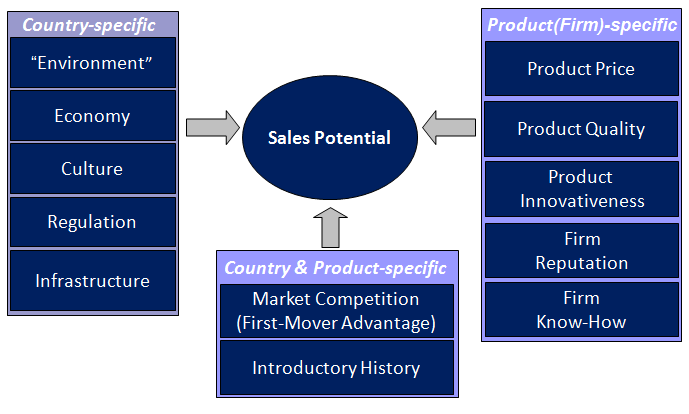 Country-specific
“Environment”
Economy
Culture
Regulation
Infrastructure
Sales Potential
Product(Firm)-specific
Product Price
Product Quality
Product
Innovativeness
Firm
Reputation
Firm
Know-How
Country & Product-specific
Market Competition
(First-Mover Advantage)
Introductory History